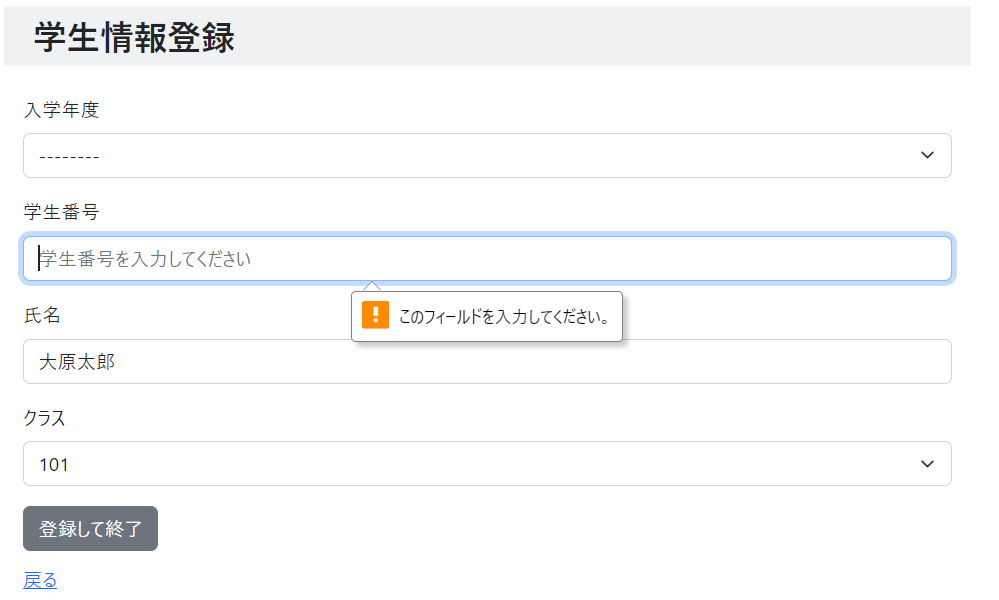 学生情報登録
入学年度
--------
学生番号
学生番号を入力してください
このフィールドを入力してください。
氏名
大原太郎
クラス
101
登録して終了
戻る